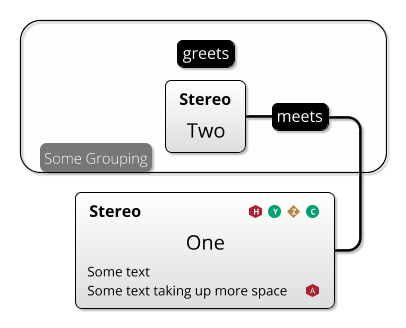 greets
Stereo
Two
meets
Some Grouping
Stereo H Y Z C
One
Some text
Some text taking up more space A